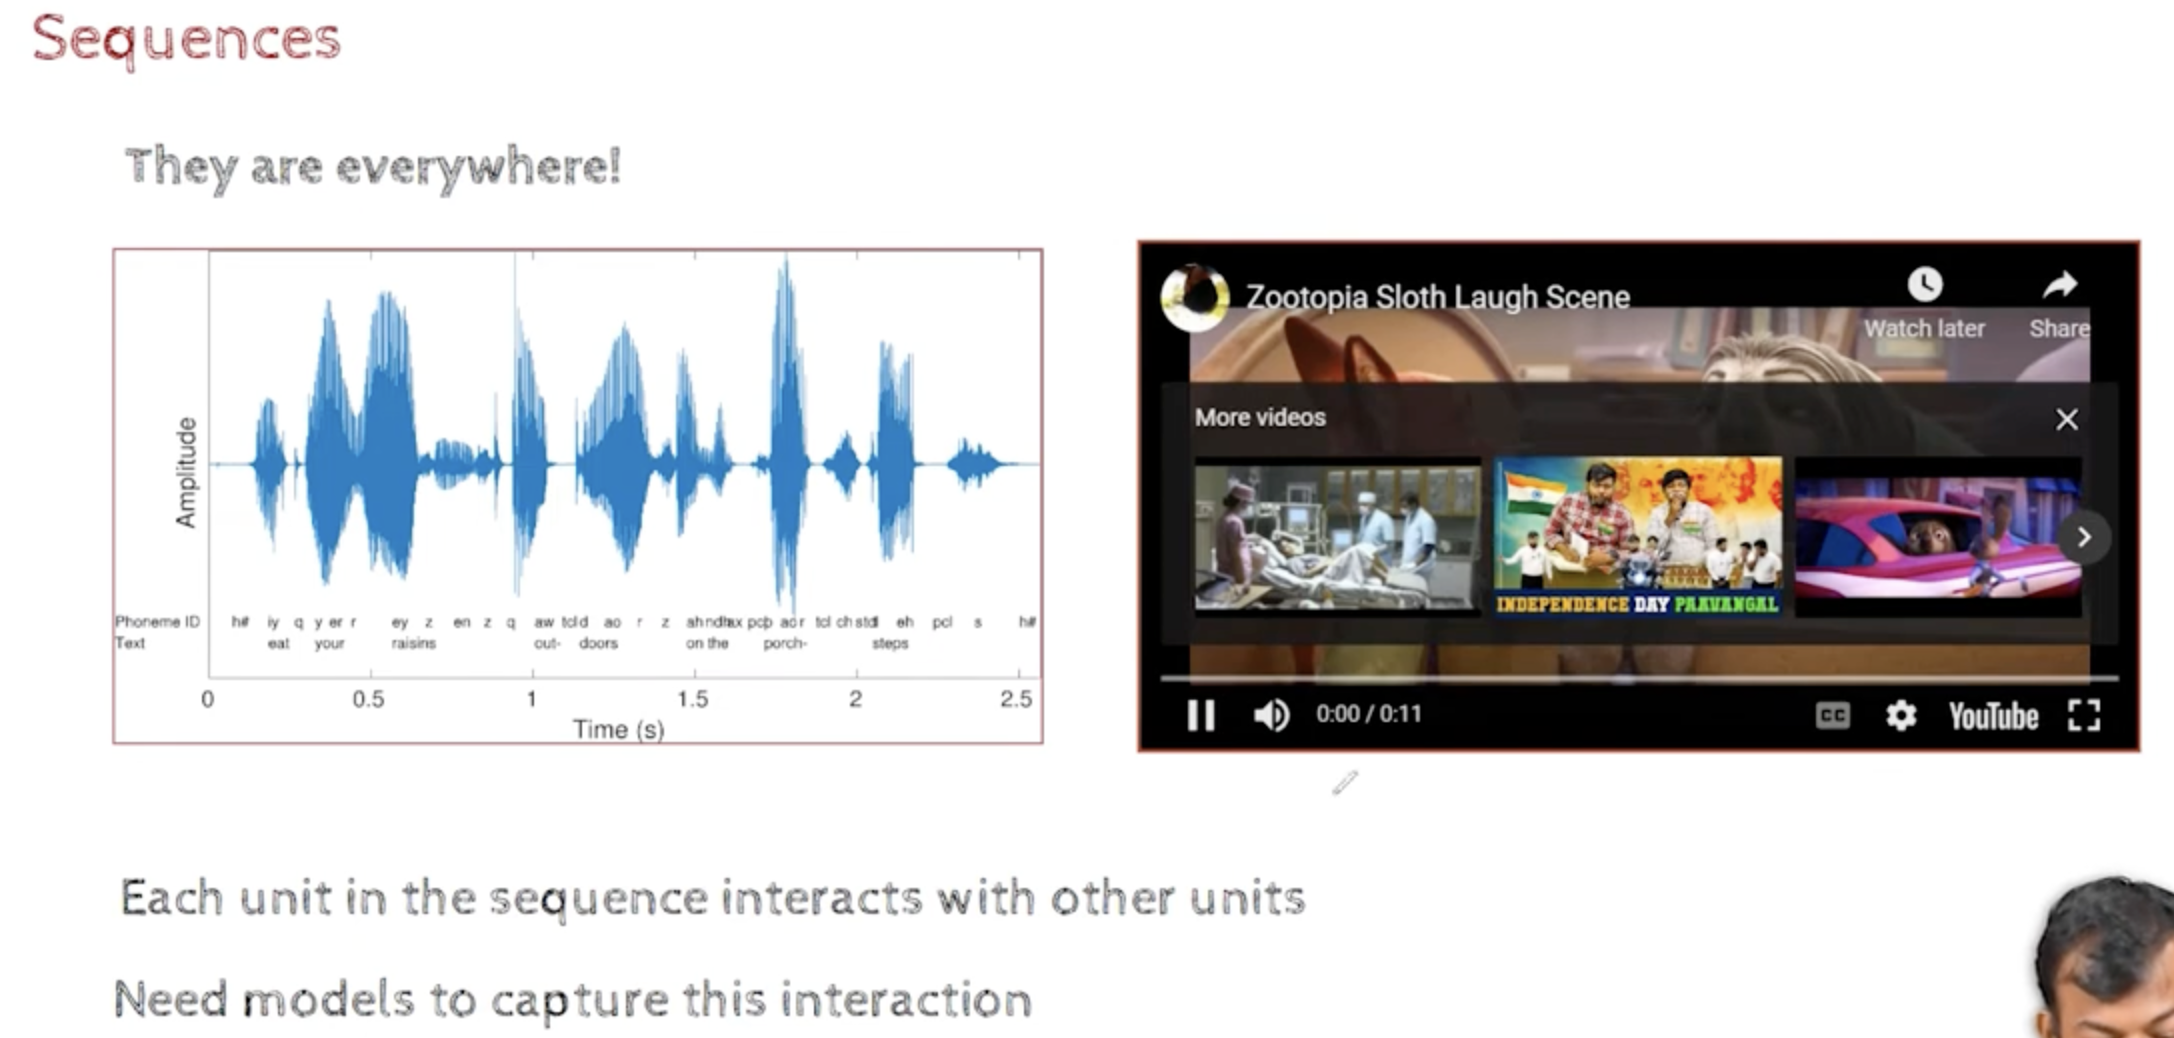 Sequences
They are everywhere!
Amplitude
Phoneme ID h# iy q y er r ey z en z q aw tcl d ao r z ah n dh ax pcl p ao r tcl ch s tcl eh pcl s h#
Text eat your raisins out- doors on the porch- steps
0 0.5 1 1.5 2 2.5
Time (s)
Zootopia Sloth Laugh Scene
Watch later Share
More videos
INDEPENDENCE DAY PAAVANGAL
0:00 / 0:11
CC YouTube
Each unit in the sequence interacts with other units
Need models to capture this interaction